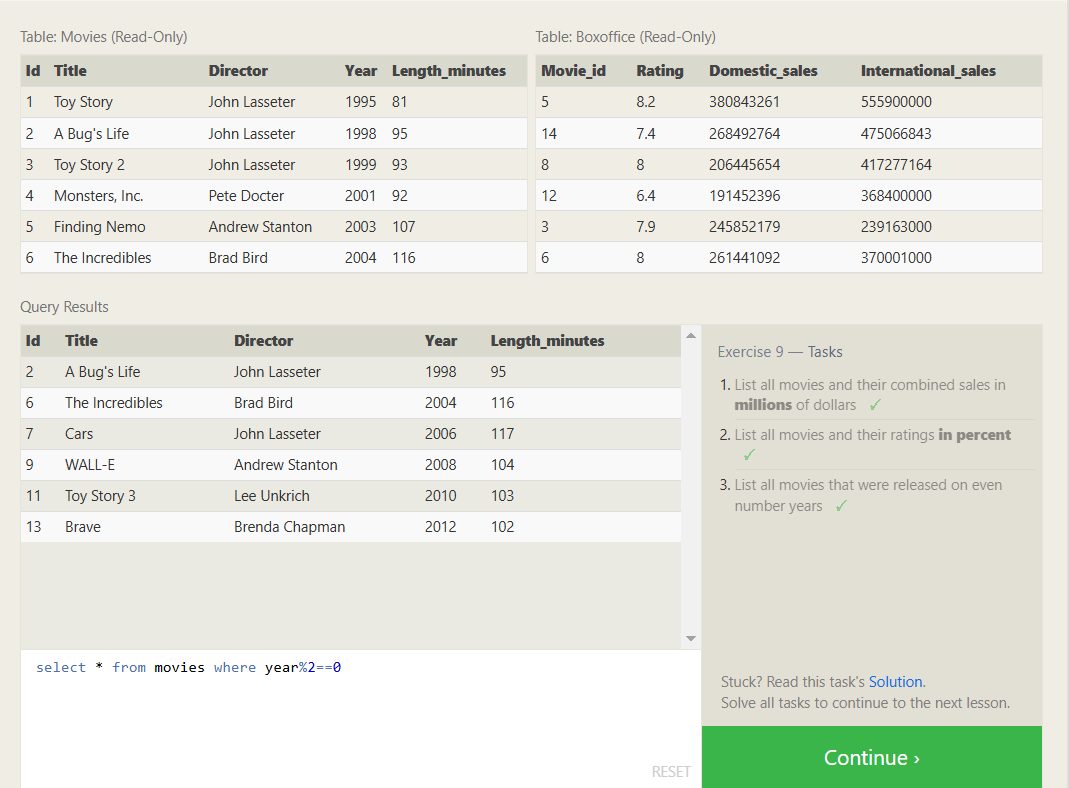 Table: Movies (Read-Only)
Id Title Director Year Length_minutes
1 Toy Story John Lasseter 1995 81
2 A Bug's Life John Lasseter 1998 95
3 Toy Story 2 John Lasseter 1999 93
4 Monsters, Inc. Pete Docter 2001 92
5 Finding Nemo Andrew Stanton 2003 107
6 The Incredibles Brad Bird 2004 116
Table: Boxoffice (Read-Only)
Movie_id Rating Domestic_sales International_sales
5 8.2 380843261 555900000
14 7.4 268492764 475066843
8 8 206445654 417277164
12 6.4 191452396 368400000
3 7.9 245852179 239163000
6 8 261441092 370001000
Query Results
Id Title Director Year Length_minutes
2 A Bug's Life John Lasseter 1998 95
6 The Incredibles Brad Bird 2004 116
7 Cars John Lasseter 2006 117
9 WALL-E Andrew Stanton 2008 104
11 Toy Story 3 Lee Unkrich 2010 103
13 Brave Brenda Chapman 2012 102
select * from movies where year%2==0
RESET
Exercise 9 — Tasks
1. List all movies and their combined sales in
millions of dollars ✓
2. List all movies and their ratings in percent
✓
3. List all movies that were released on even
number years ✓
Stuck? Read this task's Solution.
Solve all tasks to continue to the next lesson.
Continue ›